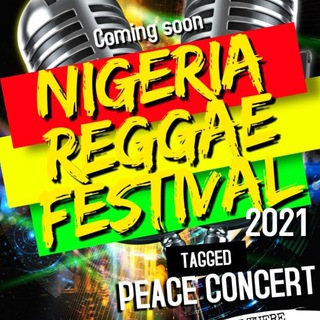 Coming soon
NIGERIA
REGGAE
FESTIVAL
2021
TAGGED
PEACE CONCERT